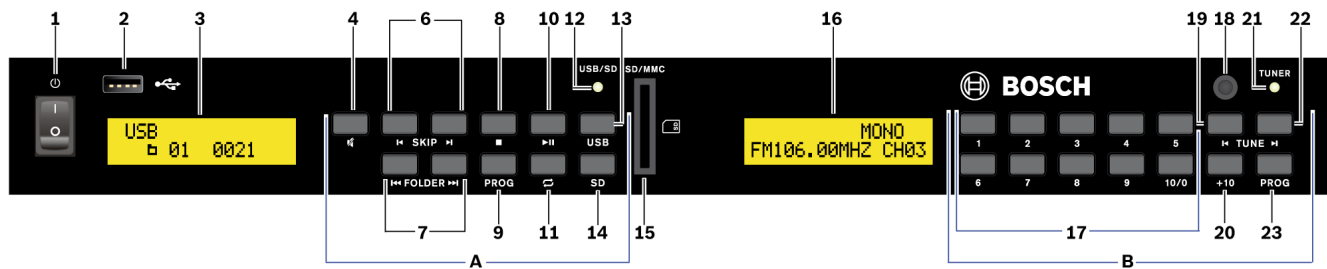 1 2 3 4 6 8 10 12 13 16 19 18 21 22
USB/SD SD/MMC TUNER
BOSCH
USB
01 0021
MONO
FM106.00MHZ CH03
SKIP USB
1 2 3 4 5 TUNE
SD
FOLDER PROG SD
6 7 8 9 10/0 +10 PROG
7 9 11 14 15 17 20 23
A B